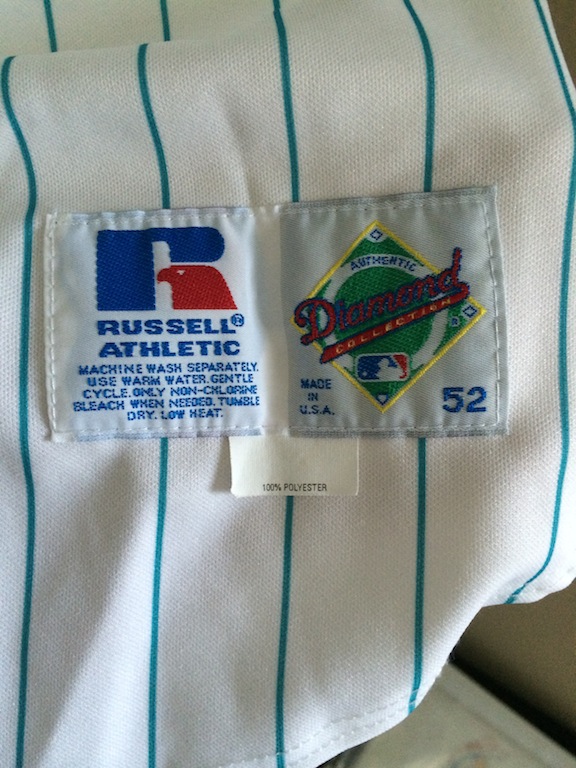 RUSSELL®
ATHLETIC
MACHINE WASH SEPARATELY.
USE WARM WATER. GENTLE
CYCLE. ONLY NON-CHLORINE
BLEACH WHEN NEEDED. TUMBLE
DRY. LOW HEAT.
AUTHENTIC
Diamond
COLLECTION
MADE
IN
U.S.A.
52
100% POLYESTER